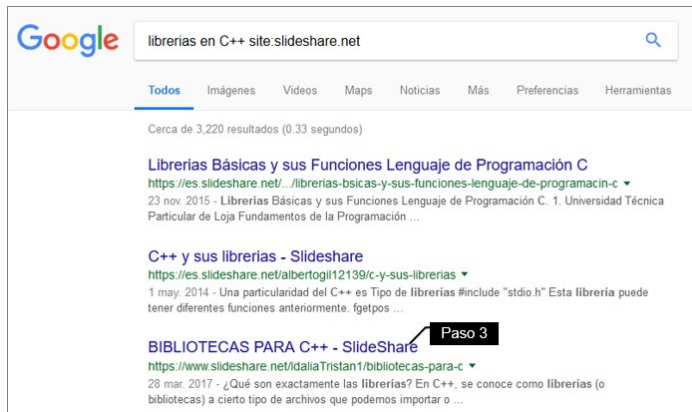 Google
librerias en C++ site:slideshare.net
Todos Imágenes Videos Maps Noticias Más Preferencias Herramientas
Cerca de 3,220 resultados (0.33 segundos)
Librerias Básicas y sus Funciones Lenguaje de Programación C
https://es.slideshare.net/.../librerias-bsicas-y-sus-funciones-lenguaje-de-programacin-c
23 nov. 2015 - Librerias Básicas y sus Funciones Lenguaje de Programación C. 1. Universidad Técnica
Particular de Loja Fundamentos de la Programación ...
C++ y sus librerias - Slideshare
https://es.slideshare.net/albertogil12139/c-y-sus-librerias
1 may. 2014 - Una particularidad del C++ es Tipo de librerías #include "stdio.h" Esta librería puede
tener diferentes funciones anteriormente. fgetpos ...
Paso 3
BIBLIOTECAS PARA C++ - SlideShare
https://www.slideshare.net/IdaliaTristan1/bibliotecas-para-c
28 mar. 2017 - ¿Qué son exactamente las librerías? En C++, se conoce como librerías (o
bibliotecas) a cierto tipo de archivos que podemos importar o ...